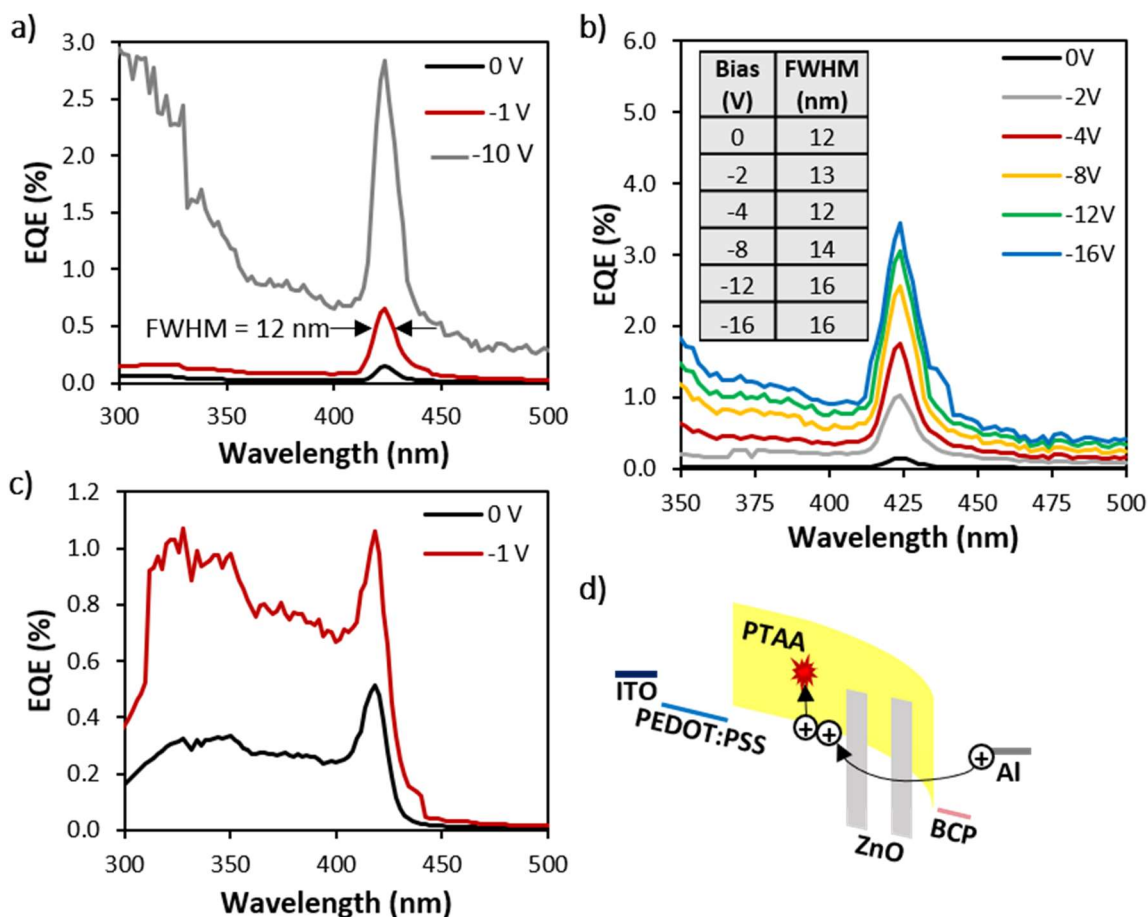 a)
EQE (%)
3.0
2.5
2.0
1.5
1.0
0.5
0.0
0 V
-1 V
-10 V
FWHM = 12 nm
300 350 400 450 500
Wavelength (nm)
b)
EQE (%)
6.0
5.0
4.0
3.0
2.0
1.0
0.0
Bias (V) FWHM (nm)
0 12
-2 13
-4 12
-8 14
-12 16
-16 16
0V
-2V
-4V
-8V
-12V
-16V
350 375 400 425 450 475 500
Wavelength (nm)
c)
EQE (%)
1.2
1.0
0.8
0.6
0.4
0.2
0.0
0 V
-1 V
300 350 400 450 500
Wavelength (nm)
d)
PTAA
ITO
PEDOT:PSS
+ +
+
Al
BCP
ZnO